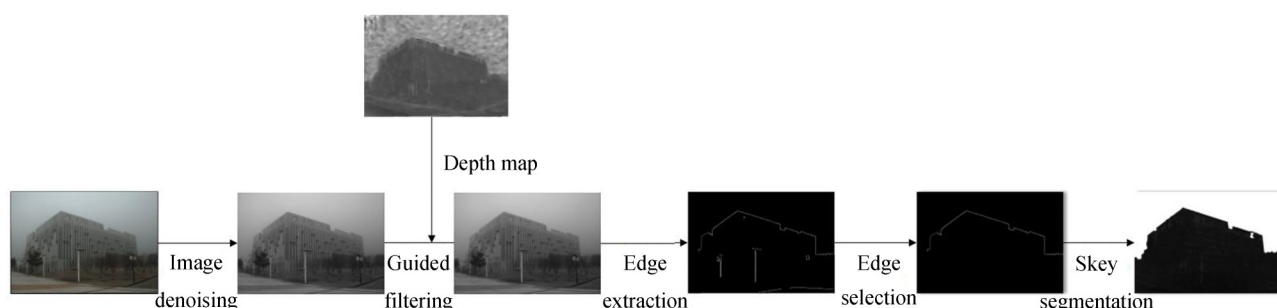 Depth map
Image
denoising
Guided
filtering
Edge
extraction
Edge
selection
Skey
segmentation